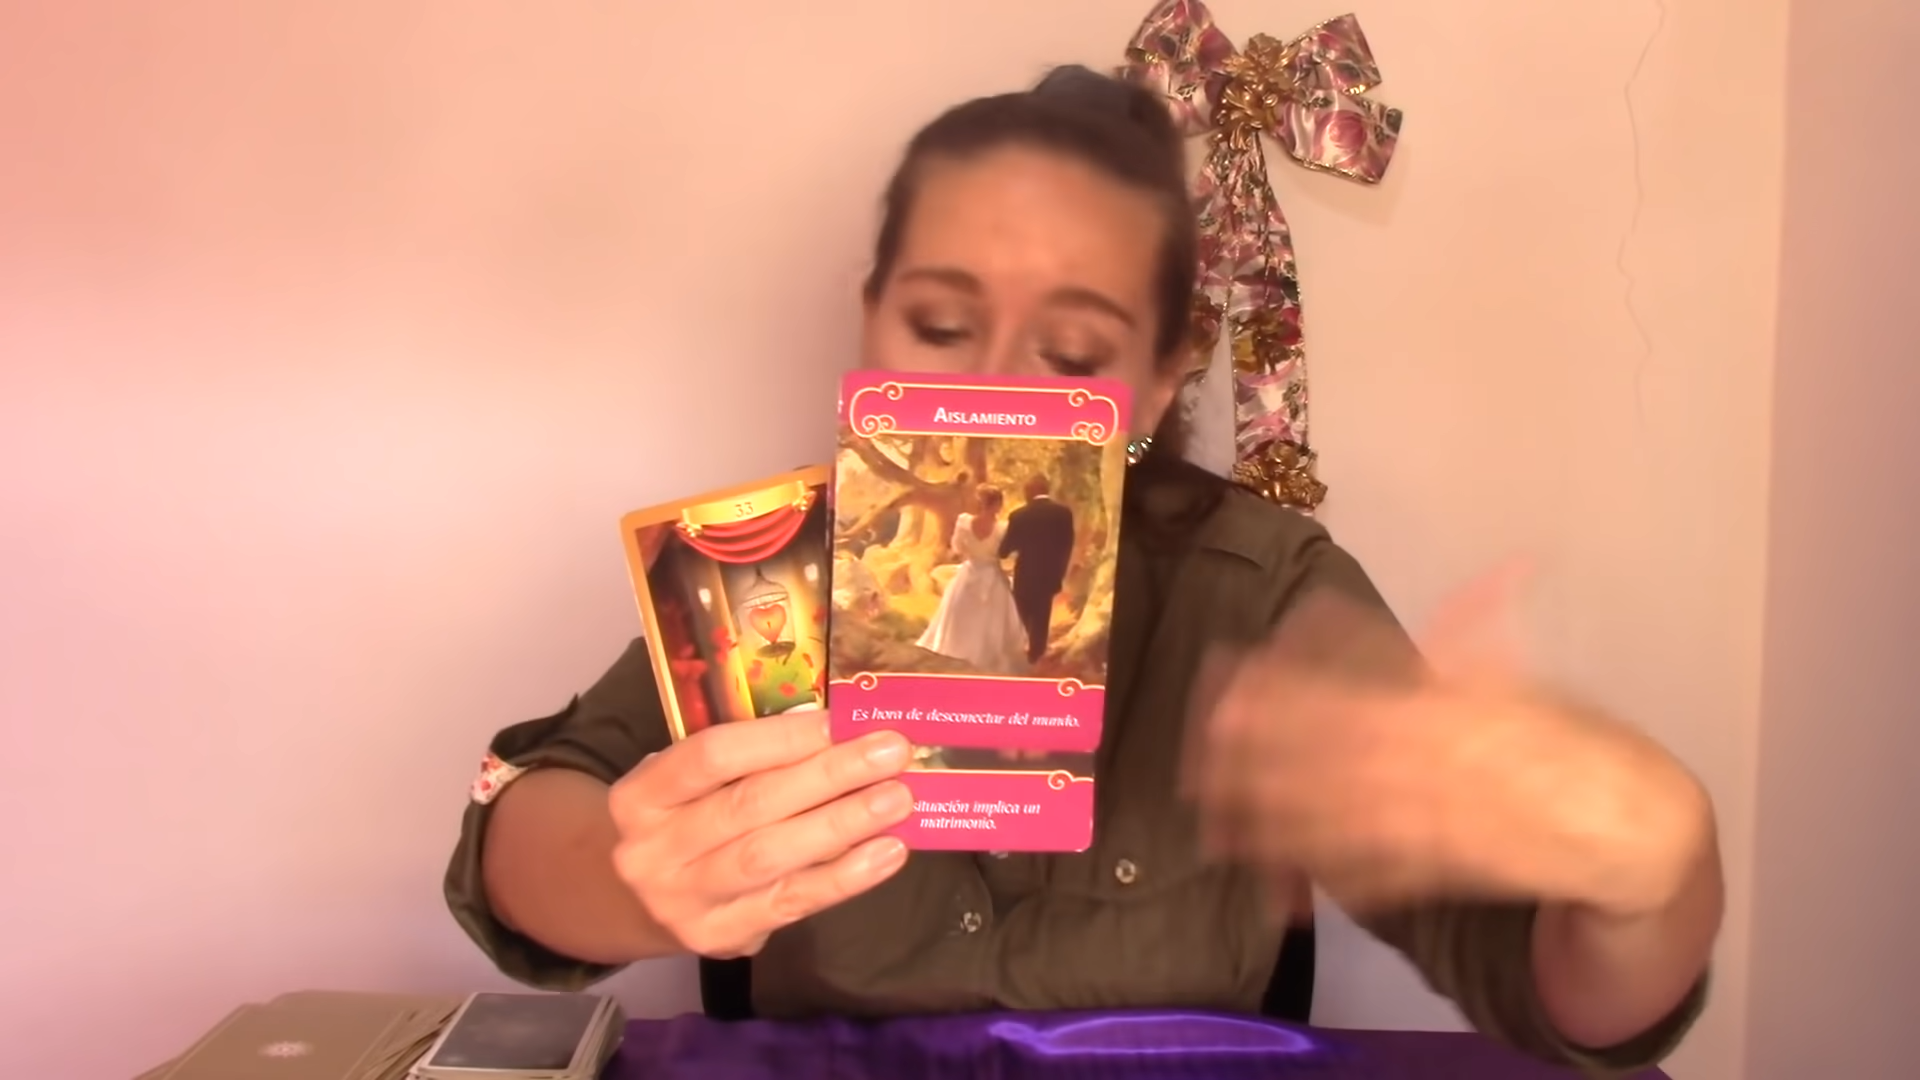 AISLAMIENTO
33
Es hora de desconectar del mundo.
situación implica un
matrimonio.